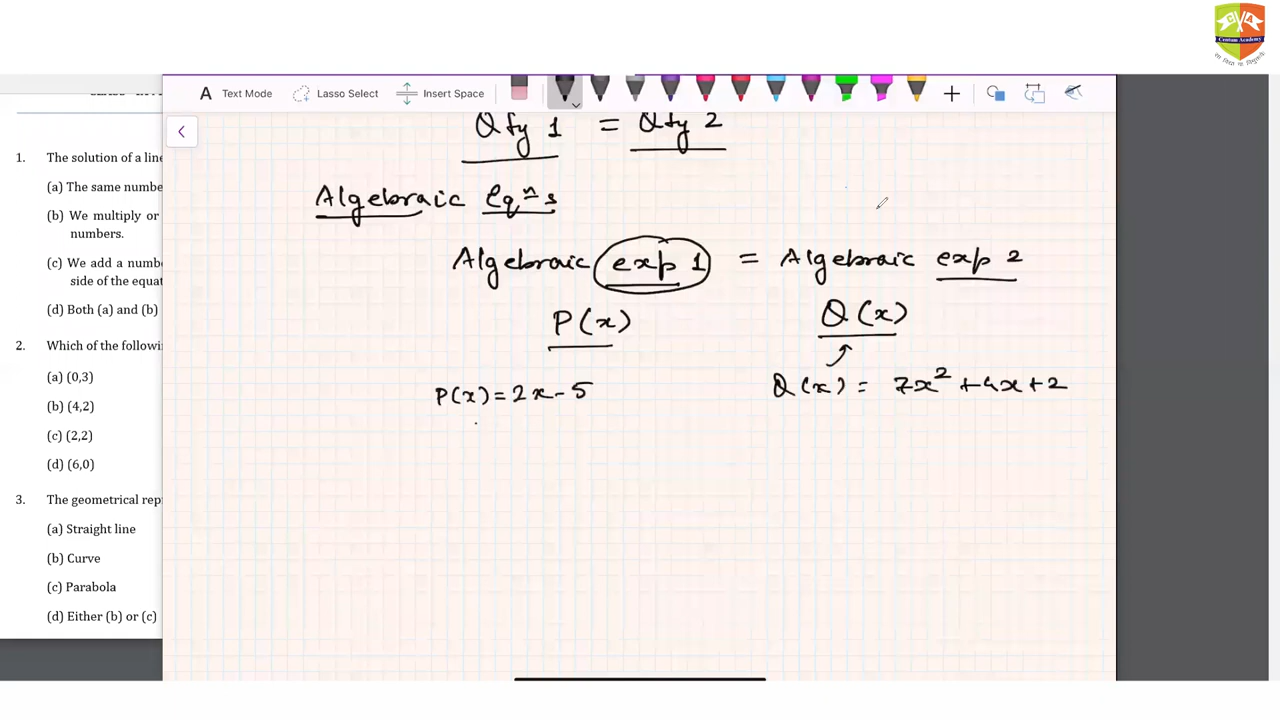 Centum Academy
A Text Mode Lasso Select Insert Space
1. The solution of a line
(a) The same numbe
(b) We multiply or
numbers.
(c) We add a numb
side of the equat
(d) Both (a) and (b)
2. Which of the followi
(a) (0,3)
(b) (4,2)
(c) (2,2)
(d) (6,0)
3. The geometrical rep
(a) Straight line
(b) Curve
(c) Parabola
(d) Either (b) or (c)
Qty 1 = Qty 2
Algebraic Eqⁿs
Algebraic exp 1 = Algebraic exp 2
P(x) Q(x)
P(x) = 2x - 5 Q(x) = 7x² + 4x + 2